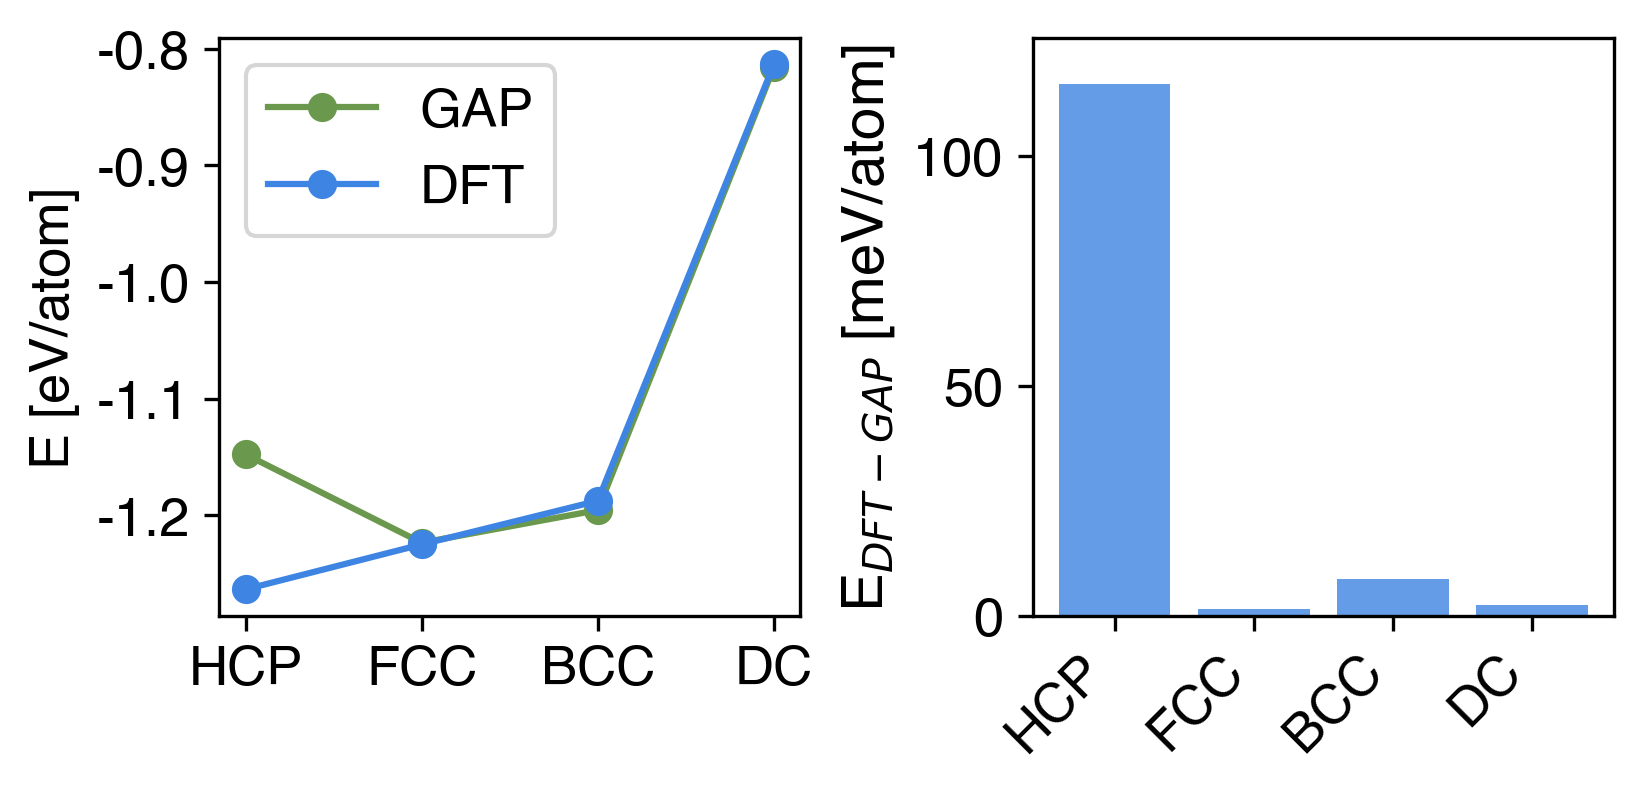 E [eV/atom]
-0.8
-0.9
-1.0
-1.1
-1.2
GAP
DFT
HCP FCC BCC DC
E_{DFT-GAP} [meV/atom]
100
50
0
HCP FCC BCC DC